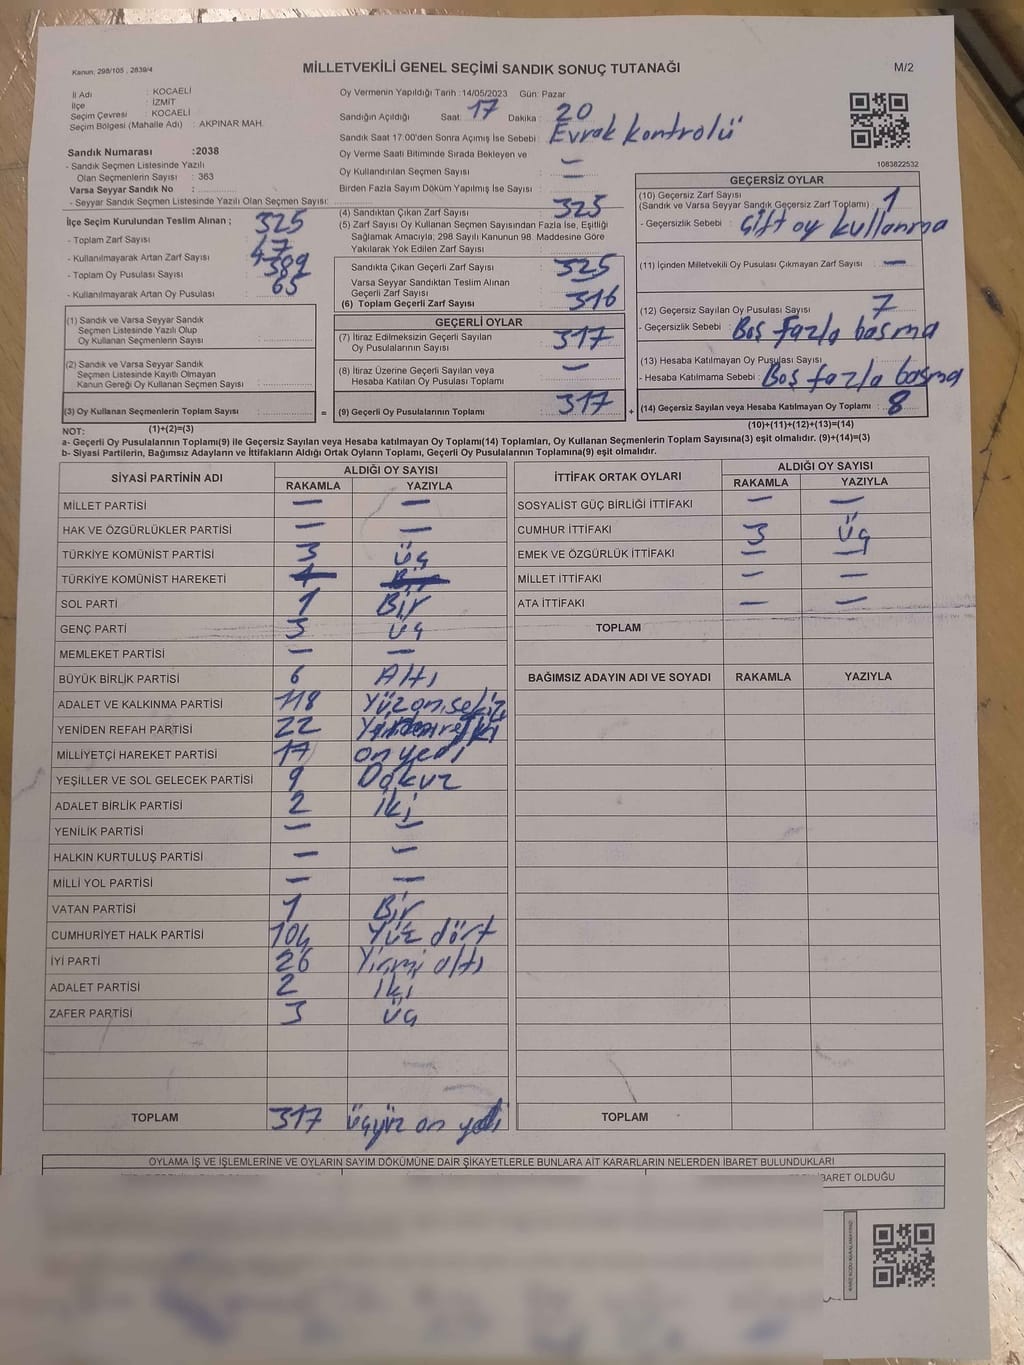 Kanun; 298/105 , 2839/4
MİLLETVEKİLİ GENEL SEÇİMİ SANDIK SONUÇ TUTANAĞI
M/2
İl Adı : KOCAELİ
İlçe : İZMİT
Seçim Çevresi : KOCAELİ
Seçim Bölgesi (Mahalle Adı) : AKPINAR MAH.
Sandık Numarası :2038
- Sandık Seçmen Listesinde Yazılı
Olan Seçmenlerin Sayısı : 363
Varsa Seyyar Sandık No :
- Seyyar Sandık Seçmen Listesinde Yazılı Olan Seçmen Sayısı:
Oy Vermenin Yapıldığı Tarih :14/05/2023 Gün: Pazar
Sandığın Açıldığı Saat: 17 Dakika : 20
Sandık Saat 17:00'den Sonra Açımış İse Sebebi : Evrak kontrolü
Oy Verme Saati Bitiminde Sırada Bekleyen ve
Oy Kullandırılan Seçmen Sayısı : —
Birden Fazla Sayım Döküm Yapılmış İse Sayısı : —
1083822532
İlçe Seçim Kurulundan Teslim Alınan ;
- Toplam Zarf Sayısı : 325
- Kullanılmayarak Artan Zarf Sayısı : 47
- Toplam Oy Pusulası Sayısı : 389
- Kullanılmayarak Artan Oy Pusulası : 65
(1) Sandık ve Varsa Seyyar Sandık
Seçmen Listesinde Yazılı Olup
Oy Kullanan Seçmenlerin Sayısı :
(2) Sandık ve Varsa Seyyar Sandık
Seçmen Listesinde Kayıtlı Olmayan
Kanun Gereği Oy Kullanan Seçmen Sayısı :
(3) Oy Kullanan Seçmenlerin Toplam Sayısı : =
(1)+(2)=(3)
(4) Sandıktan Çıkan Zarf Sayısı : 325
(5) Zarf Sayısı Oy Kullanan Seçmen Sayısından Fazla İse, Eşitliği
Sağlamak Amacıyla; 298 Sayılı Kanunun 98. Maddesine Göre
Yakılarak Yok Edilen Zarf Sayısı :
Sandıkta Çıkan Geçerli Zarf Sayısı : 325
Varsa Seyyar Sandıktan Teslim Alınan
Geçerli Zarf Sayısı : —
(6) Toplam Geçerli Zarf Sayısı : 316
GEÇERLİ OYLAR
(7) İtiraz Edilmeksizin Geçerli Sayılan
Oy Pusulalarının Sayısı : 317
(8) İtiraz Üzerine Geçerli Sayılan veya
Hesaba Katılan Oy Pusulası Toplamı : —
(9) Geçerli Oy Pusulalarının Toplamı : 317 +
GEÇERSİZ OYLAR
(10) Geçersiz Zarf Sayısı
(Sandık ve Varsa Seyyar Sandık Geçersiz Zarf Toplamı) : 1
- Geçersizlik Sebebi : Çift oy kullanma
(11) İçinden Milletvekili Oy Pusulası Çıkmayan Zarf Sayısı : —
(12) Geçersiz Sayılan Oy Pusulası Sayısı : 7
- Geçersizlik Sebebi : Boş fazla basma
(13) Hesaba Katılmayan Oy Pusulası Sayısı :
- Hesaba Katılmama Sebebi : Boş fazla basma
(14) Geçersiz Sayılan veya Hesaba Katılmayan Oy Toplamı : 8
(10)+(11)+(12)+(13)=(14)
NOT:
a- Geçerli Oy Pusulalarının Toplamı(9) ile Geçersiz Sayılan veya Hesaba katılmayan Oy Toplamı(14) Toplamları, Oy Kullanan Seçmenlerin Toplam Sayısına(3) eşit olmalıdır. (9)+(14)=(3)
b- Siyasi Partilerin, Bağımsız Adayların ve İttifakların Aldığı Ortak Oyların Toplamı, Geçerli Oy Pusulalarının Toplamına(9) eşit olmalıdır.
SİYASİ PARTİNİN ADI ALDIĞI OY SAYISI
RAKAMLA YAZIYLA
MİLLET PARTİSİ — —
HAK VE ÖZGÜRLÜKLER PARTİSİ — —
TÜRKİYE KOMÜNİST PARTİSİ 3 Üç
TÜRKİYE KOMÜNİST HAREKETİ 1 Bir
SOL PARTİ 1 Bir
GENÇ PARTİ 3 Üç
MEMLEKET PARTİSİ — —
BÜYÜK BİRLİK PARTİSİ 6 Altı
ADALET VE KALKINMA PARTİSİ 118 Yüzonsekiz
YENİDEN REFAH PARTİSİ 22
MİLLİYETÇİ HAREKET PARTİSİ 17 on yedi
YEŞİLLER VE SOL GELECEK PARTİSİ 9 Dokuz
ADALET BİRLİK PARTİSİ 2 iki
YENİLİK PARTİSİ — —
HALKIN KURTULUŞ PARTİSİ — —
MİLLİ YOL PARTİSİ — —
VATAN PARTİSİ 1 Bir
CUMHURİYET HALK PARTİSİ 104 Yüz dört
İYİ PARTİ 26 Yirmi altı
ADALET PARTİSİ 2 İki
ZAFER PARTİSİ 3 Üç
TOPLAM 317 üçyüz on yedi
İTTİFAK ORTAK OYLARI ALDIĞI OY SAYISI
RAKAMLA YAZIYLA
SOSYALİST GÜÇ BİRLİĞİ İTTİFAKI — —
CUMHUR İTTİFAKI 3 Üç
EMEK VE ÖZGÜRLÜK İTTİFAKI — —
MİLLET İTTİFAKI — —
ATA İTTİFAKI — —
TOPLAM
BAĞIMSIZ ADAYIN ADI VE SOYADI RAKAMLA YAZIYLA
TOPLAM
OYLAMA İŞ VE İŞLEMLERİNE VE OYLARIN SAYIM DÖKÜMÜNE DAİR ŞİKAYETLERLE BUNLARA AİT KARARLARIN NELERDEN İBARET BULUNDUKLARI
İBARET OLDUĞU